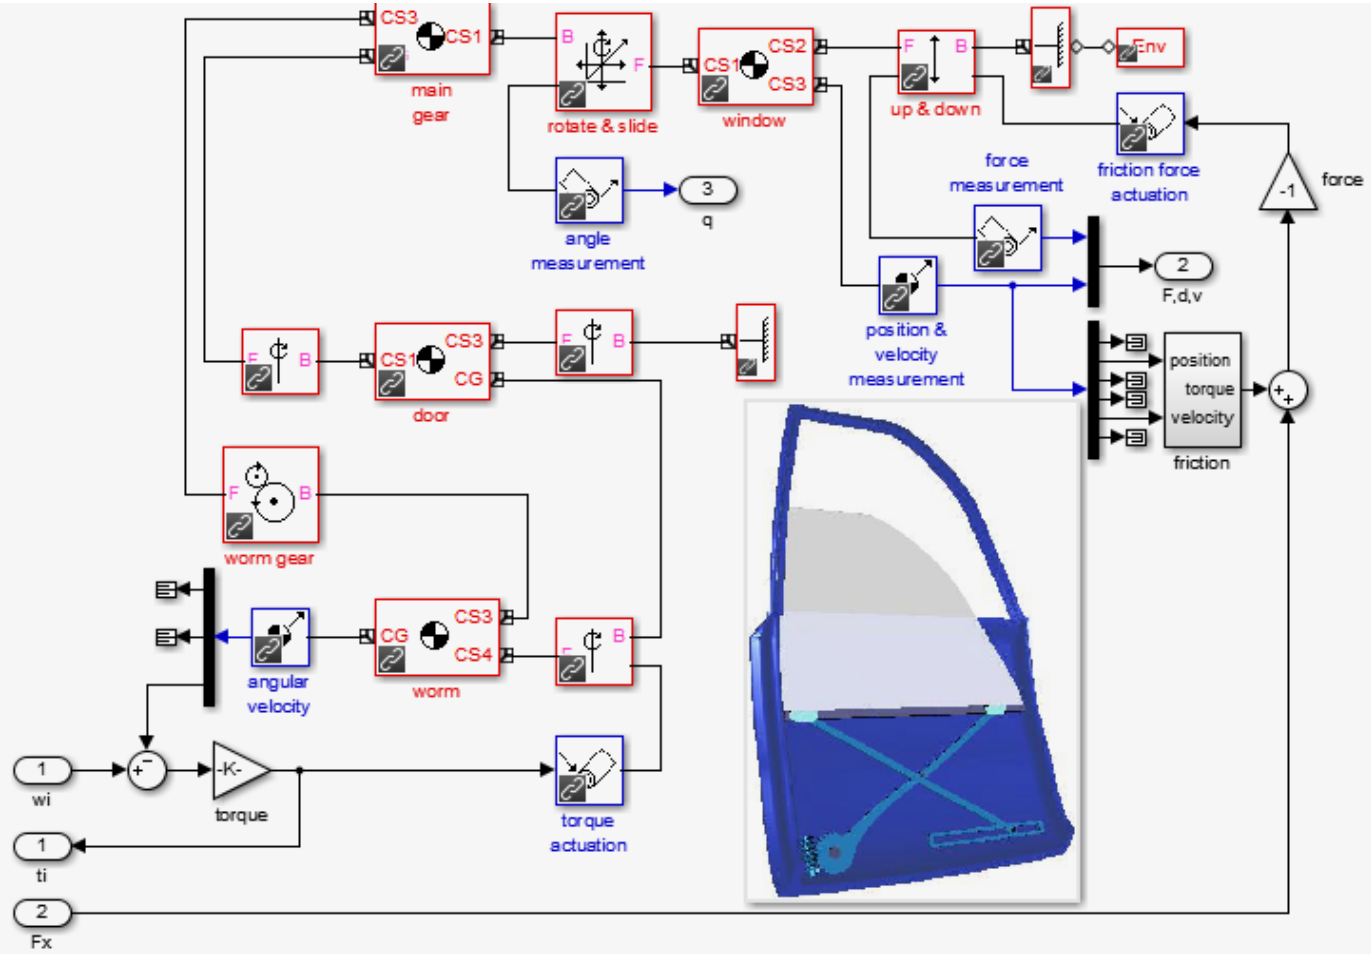 CS3
CS1
main
gear
B
F
rotate & slide
CS1
CS2
CS3
window
F
B
up & down
Env
friction force
actuation
force
-1
force
measurement
3
q
angle
measurement
2
F,d,v
position &
velocity
measurement
F
B
CS1
CS3
CG
door
F
B
position
torque
velocity
friction
F
B
worm gear
CG
CS3
CS4
worm
B
F
angular
velocity
1
wi
-K-
torque
torque
actuation
1
ti
2
Fx